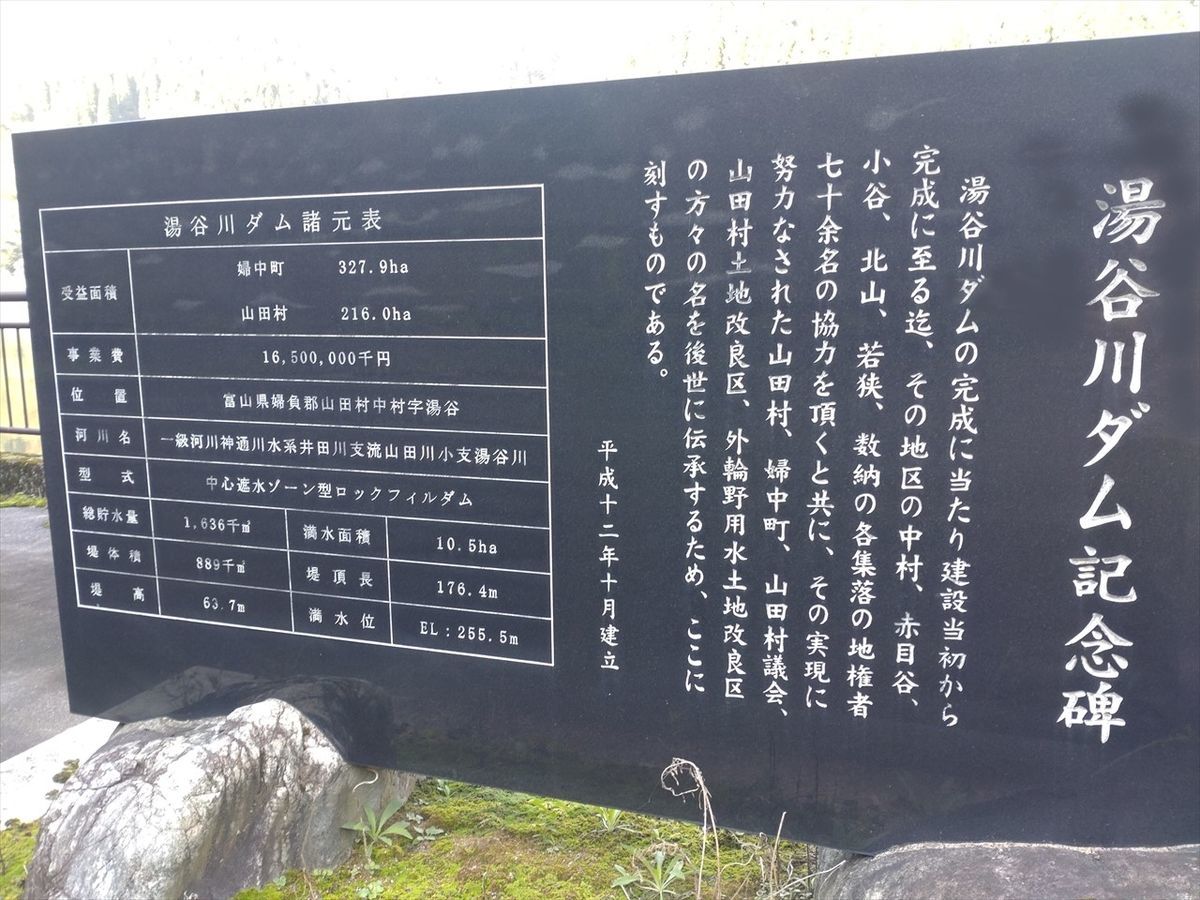 湯谷川ダム記念碑
湯谷川ダムの完成に当たり建設当初から
完成に至る迄、その地区の中村、赤目谷、
小谷、北山、若狭、数納の各集落の地権者
七十余名の協力を頂くと共に、その実現に
努力なされた山田村、婦中町、山田村議会、
山田村土地改良区、外輪野用水土地改良区
の方々の名を後世に伝承するため、ここに
刻すものである。
平成十二年十月建立
湯谷川ダム諸元表
受益面積 婦中町 327.9ha
山田村 216.0ha
事業費 16,500,000千円
位置 富山県婦負郡山田村中村字湯谷
河川名 一級河川神通川水系井田川支流山田川小支湯谷川
型式 中心遮水ゾーン型ロックフィルダム
総貯水量 1,636千㎥ 満水面積 10.5ha
堤体積 889千㎥ 堤頂長 176.4m
堤高 63.7m 満水位 EL:255.5m